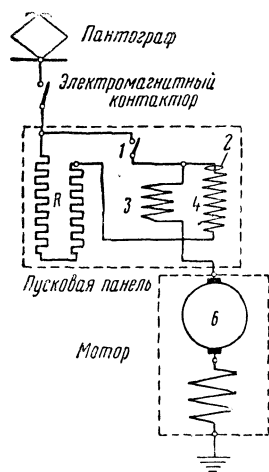 Пантограф
Электромагнитный
контактор
1
2
R
3
4
Пусковая панель
6
Мотор